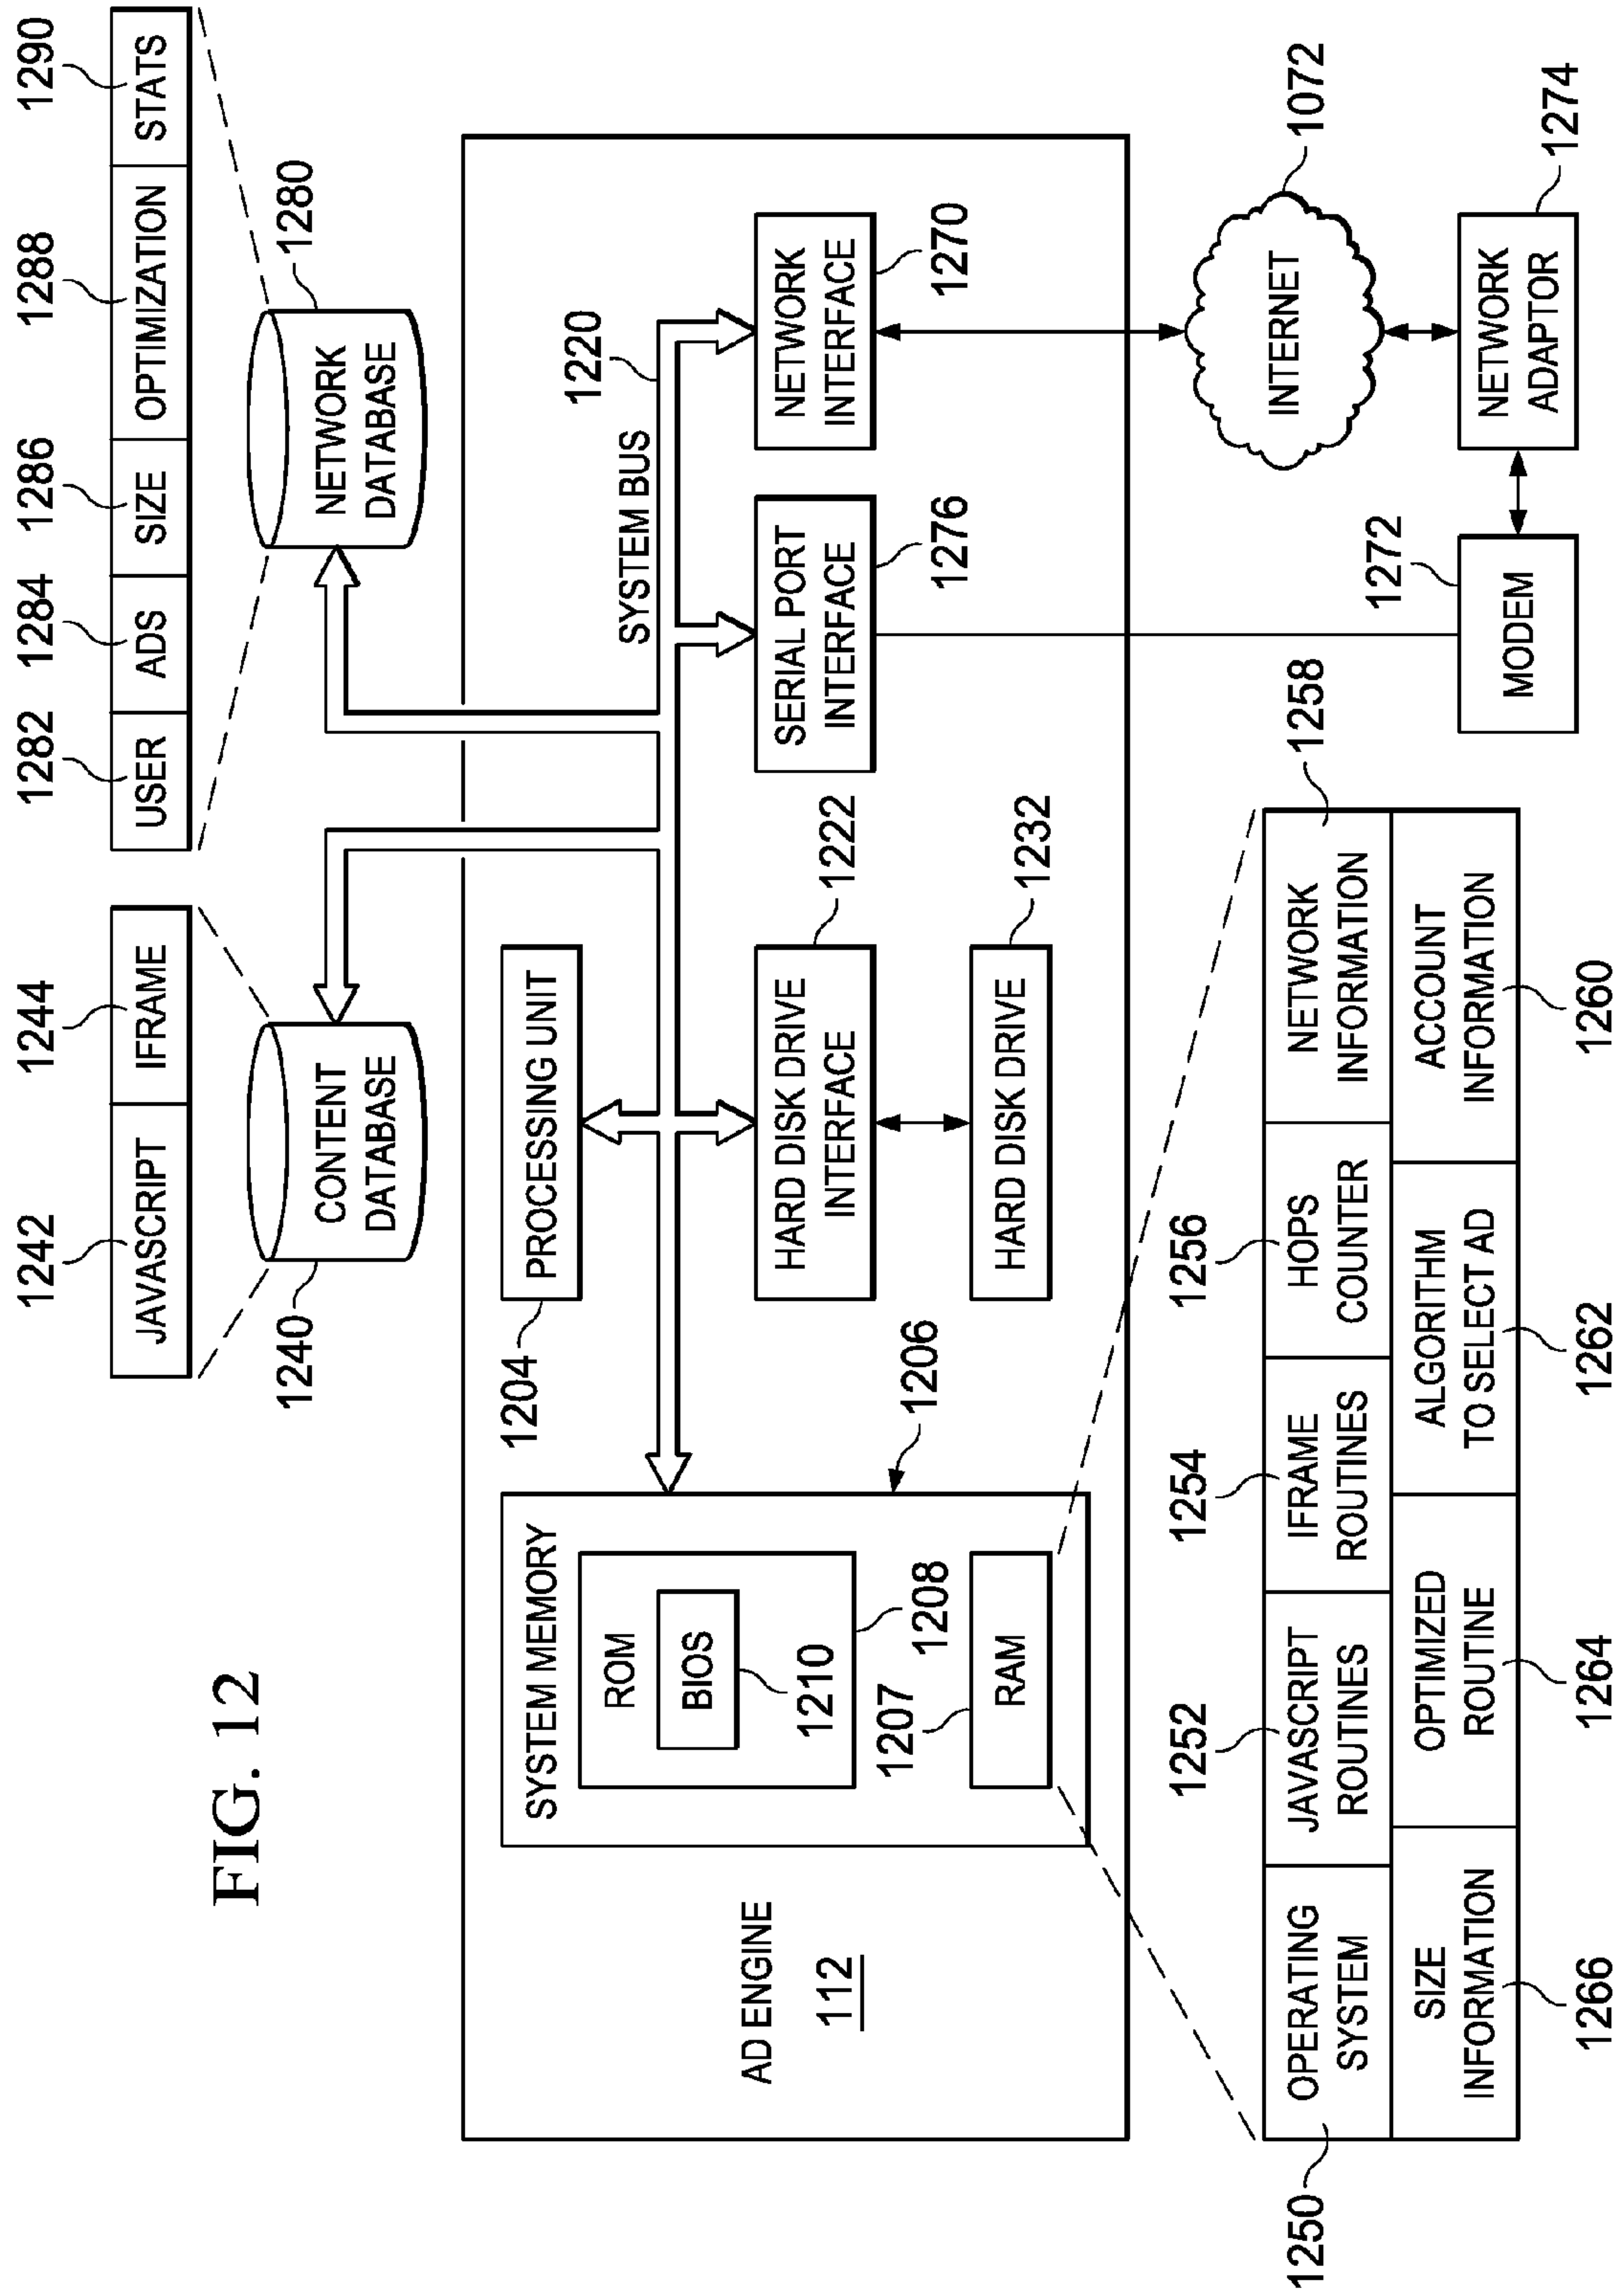 FIG. 12
1242
1244
1282
1284
1286
1288
1290
JAVASCRIPT
IFRAME
USER
ADS
SIZE
OPTIMIZATION
STATS
1240
CONTENT
DATABASE
NETWORK
DATABASE
1280
AD ENGINE
112
SYSTEM MEMORY
ROM
BIOS
1210
1208
1207
RAM
1206
1204
PROCESSING UNIT
SYSTEM BUS
1220
HARD DISK DRIVE
INTERFACE
1222
HARD DISK DRIVE
1232
SERIAL PORT
INTERFACE
1276
NETWORK
INTERFACE
1270
INTERNET
1072
MODEM
1272
NETWORK
ADAPTOR
1274
1250
1252
1254
1256
1258
OPERATING
SYSTEM
JAVASCRIPT
ROUTINES
IFRAME
ROUTINES
HOPS
COUNTER
NETWORK
INFORMATION
SIZE
INFORMATION
OPTIMIZED
ROUTINE
ALGORITHM
TO SELECT AD
ACCOUNT
INFORMATION
1266
1264
1262
1260